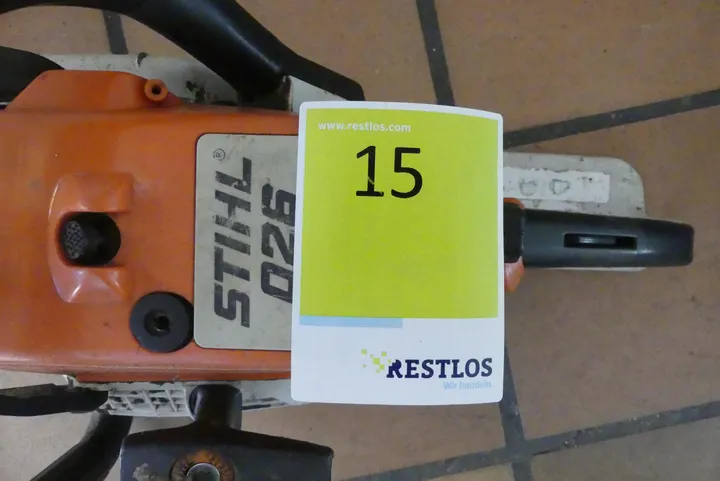 www.restlos.com
15
RESTLOS
Wir handeln
STIHL®
026